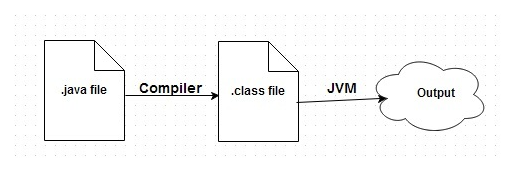 .java file
Compiler
.class file
JVM
Output